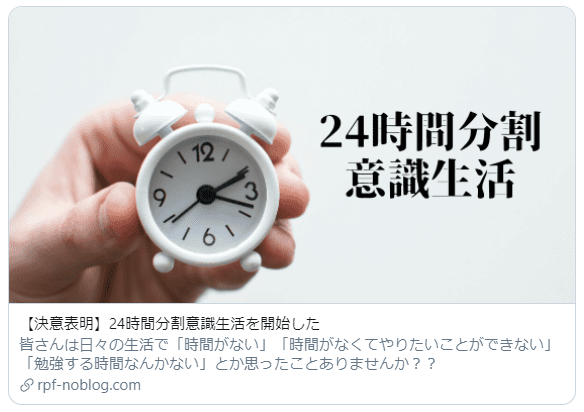 24時間分割
意識生活
12
3
9
6
【決意表明】24時間分割意識生活を開始した
皆さんは日々の生活で「時間がない」「時間がなくてやりたいことができない」
「勉強する時間なんかない」とか思ったことありませんか？？
rpf-noblog.com